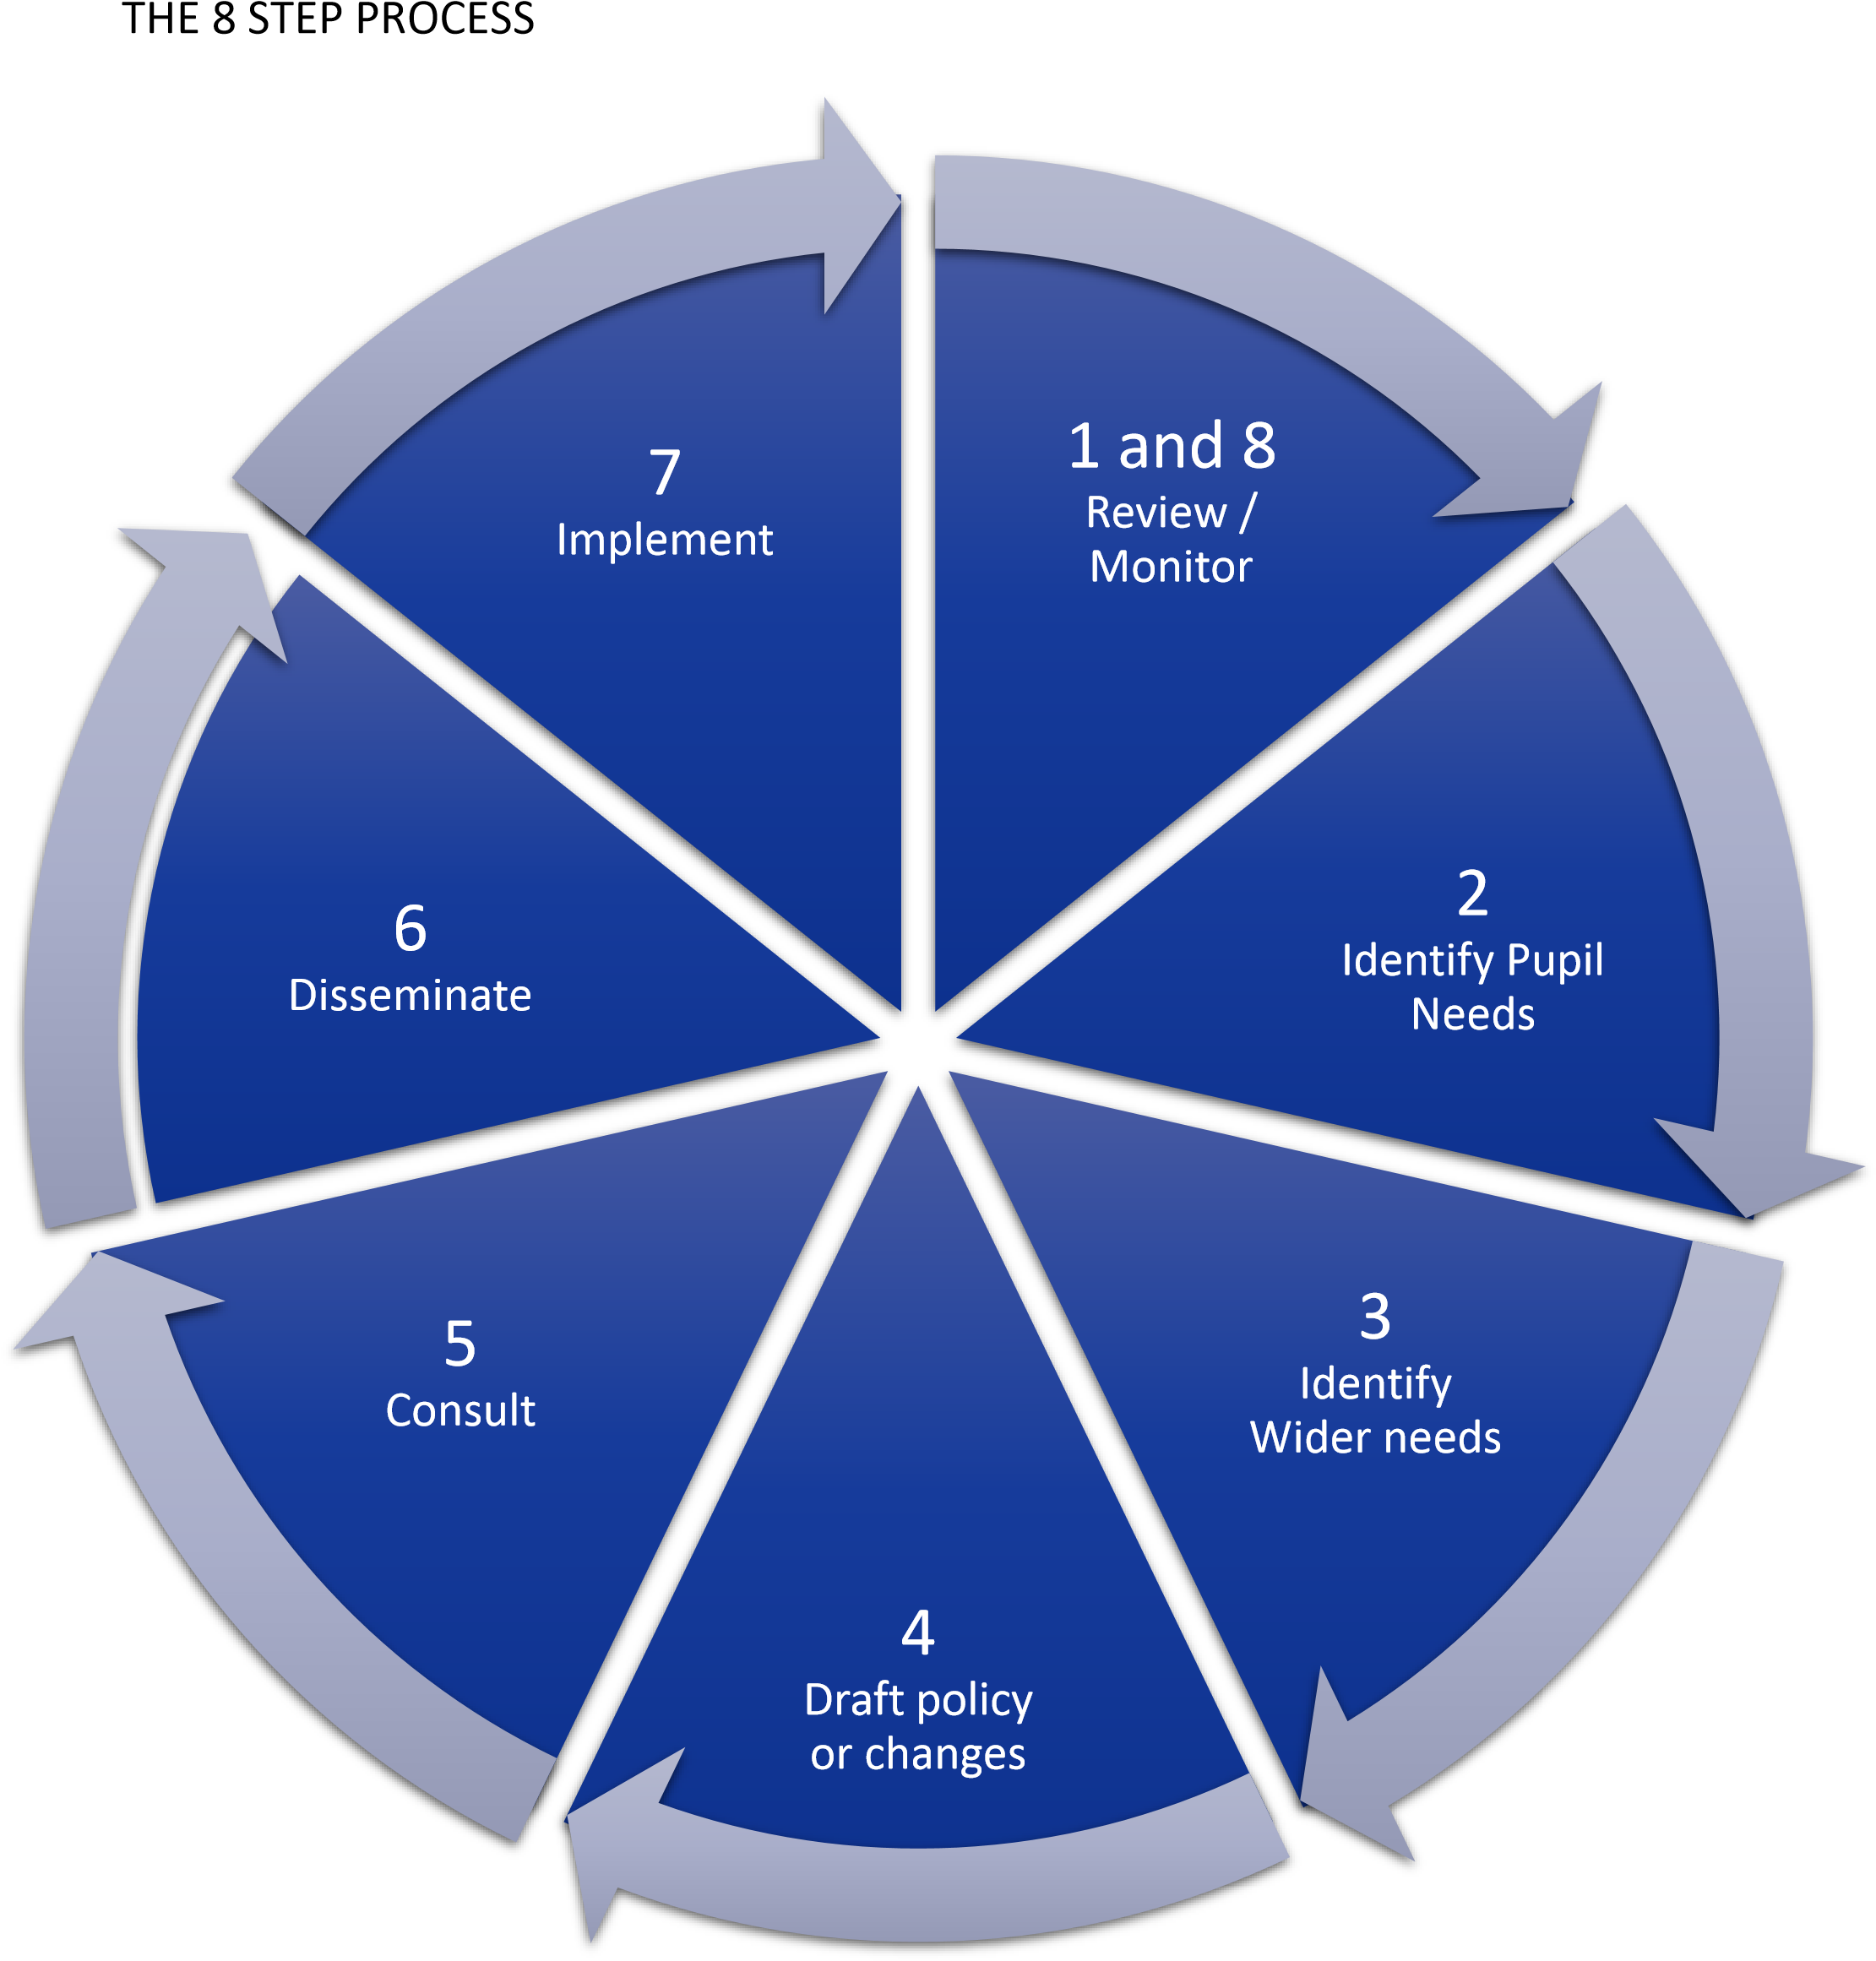 THE 8 STEP PROCESS
1 and 8
Review /
Monitor
2
Identify Pupil
Needs
3
Identify
Wider needs
4
Draft policy
or changes
5
Consult
6
Disseminate
7
Implement